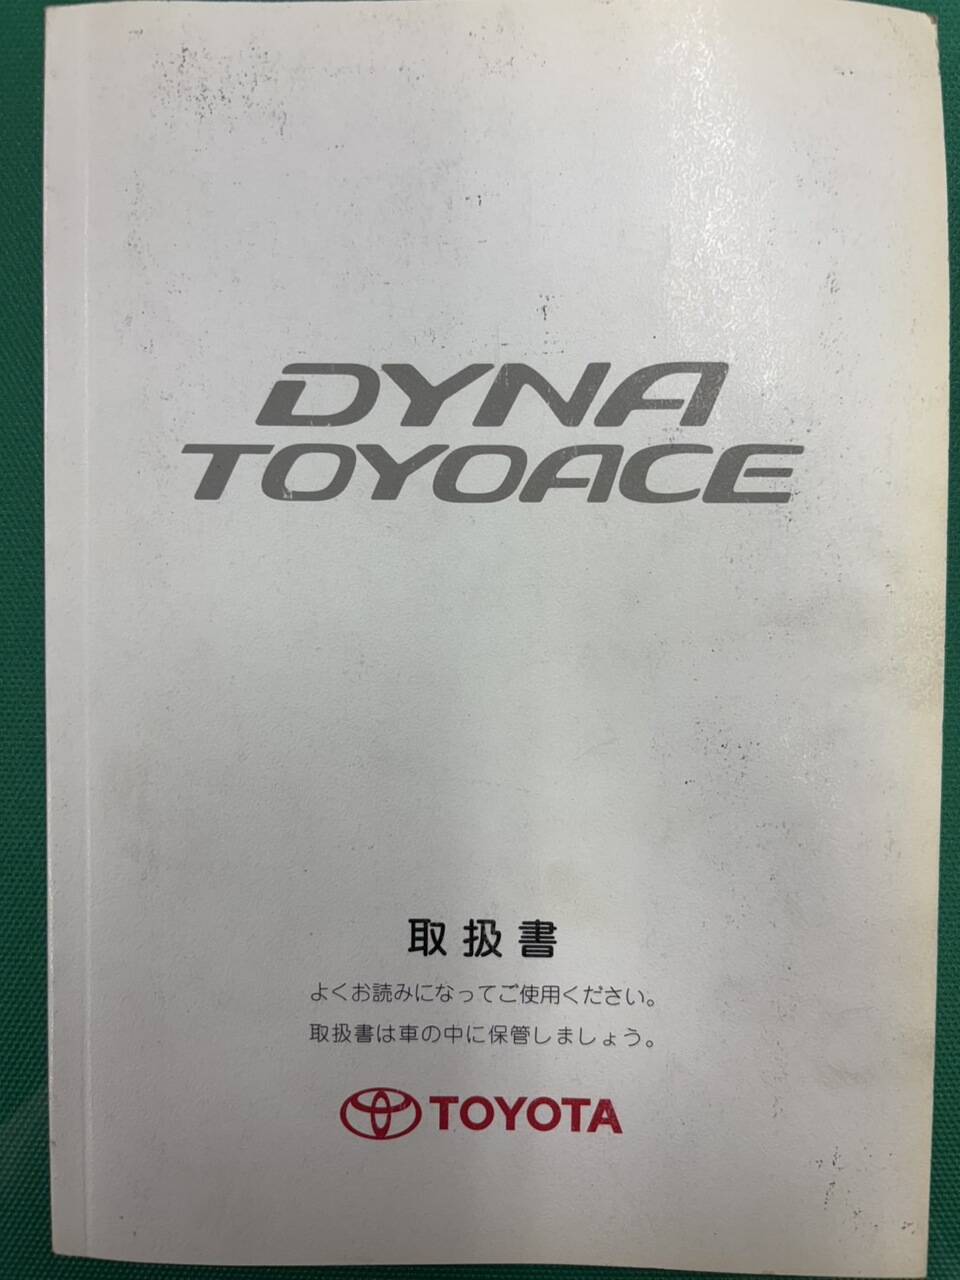 DYNA
TOYOACE
取扱書
よくお読みになってご使用ください。
取扱書は車の中に保管しましょう。
TOYOTA